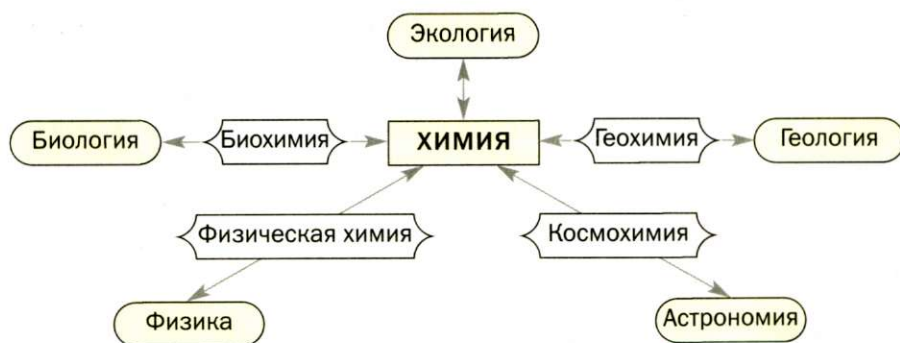 Экология
Биология
Биохимия
ХИМИЯ
Геохимия
Геология
Физическая химия
Космохимия
Физика
Астрономия